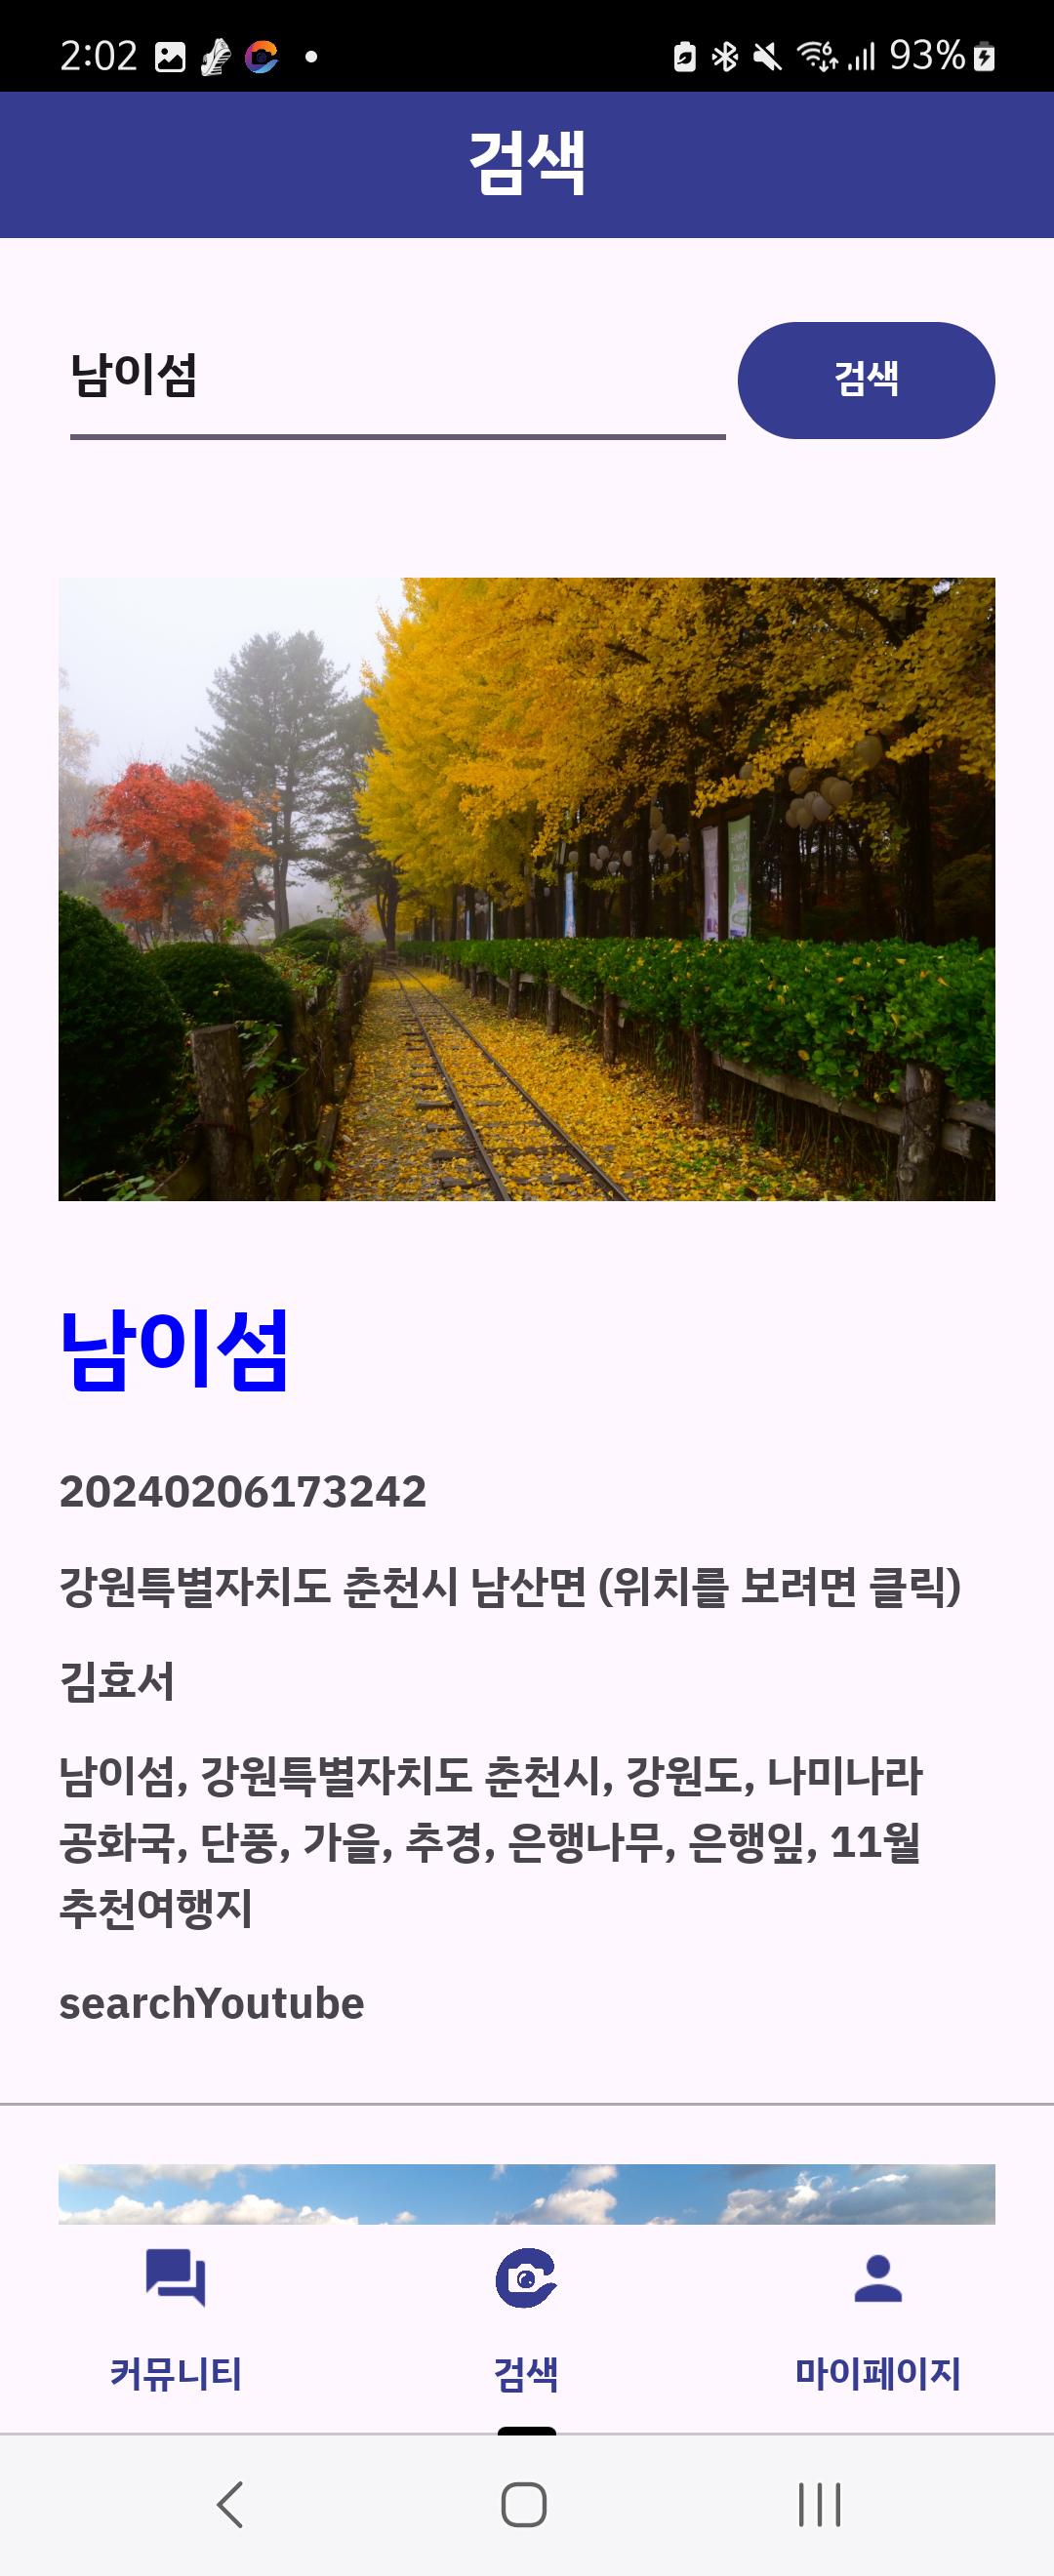 2:02
93%
검색
남이섬
검색
남이섬
20240206173242
강원특별자치도 춘천시 남산면 (위치를 보려면 클릭)
김효서
남이섬, 강원특별자치도 춘천시, 강원도, 나미나라
공화국, 단풍, 가을, 추경, 은행나무, 은행잎, 11월
추천여행지
searchYoutube
커뮤니티
검색
마이페이지